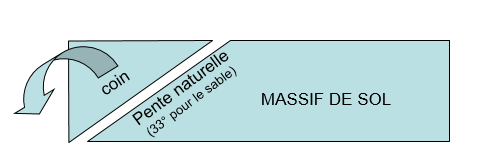 coin
Pente naturelle
(33° pour le sable)
MASSIF DE SOL